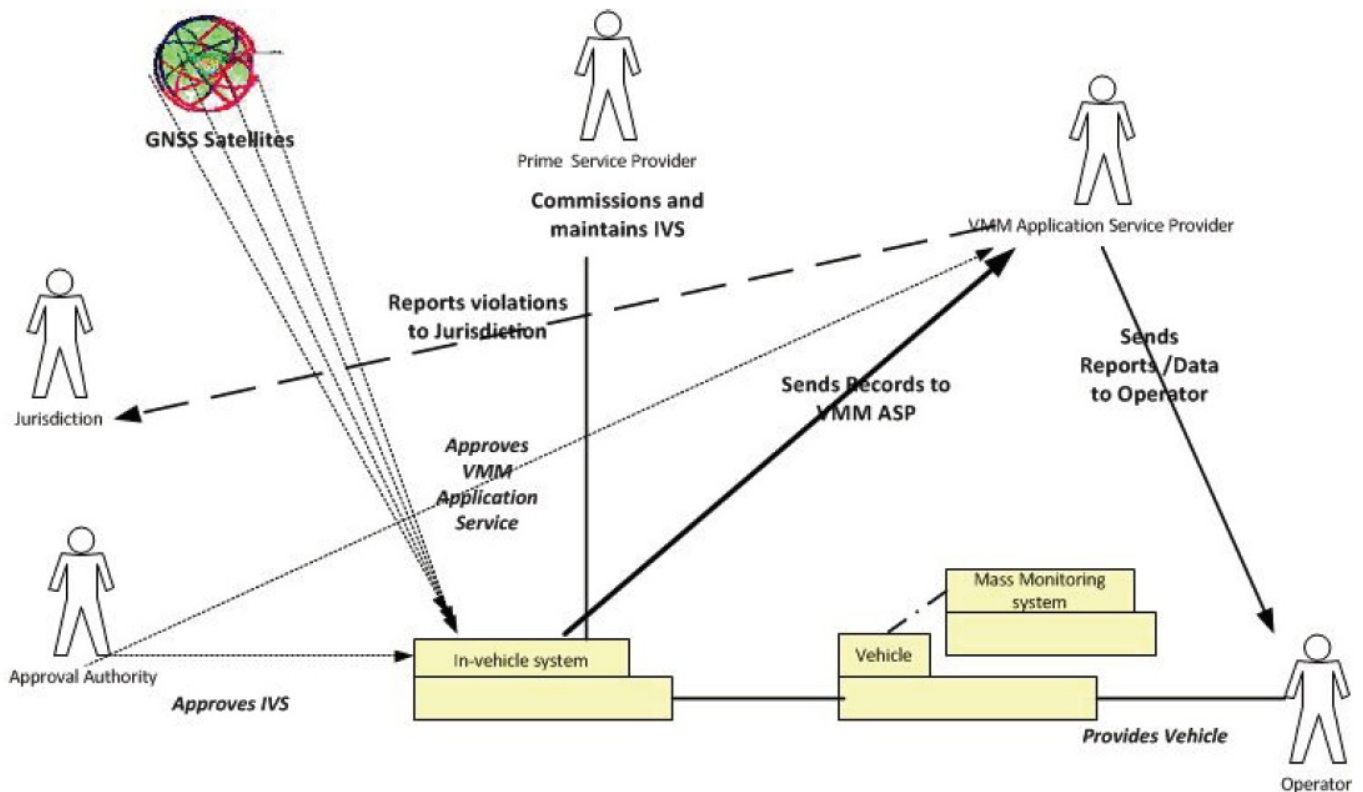 GNSS Satellites
Prime Service Provider
Commissions and
maintains IVS
VMM Application Service Provider
Reports violations
to Jurisdiction
Sends
Reports /Data
to Operator
Sends Records to
VMM ASP
Jurisdiction
Approves
VMM
Application
Service
Mass Monitoring
system
In-vehicle system
Vehicle
Approval Authority
Approves IVS
Provides Vehicle
Operator